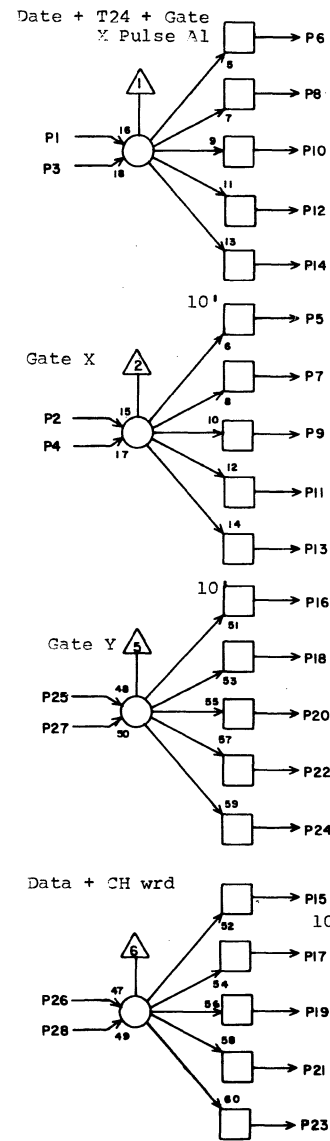 Date + T24 + Gate
X Pulse A1
P6
1
5
P8
7
P1
16
9
P10
P3
18
11
P12
13
P14
10'
P5
Gate X
2
6
P7
8
P2
15
10
P9
P4
17
12
P11
14
P13
10'
P16
51
Gate Y
5
P18
53
P25
48
55
P20
P27
50
57
P22
59
P24
Data + CH wrd
P15
52
10
6
P17
54
P26
47
56
P19
P28
49
58
P21
60
P23